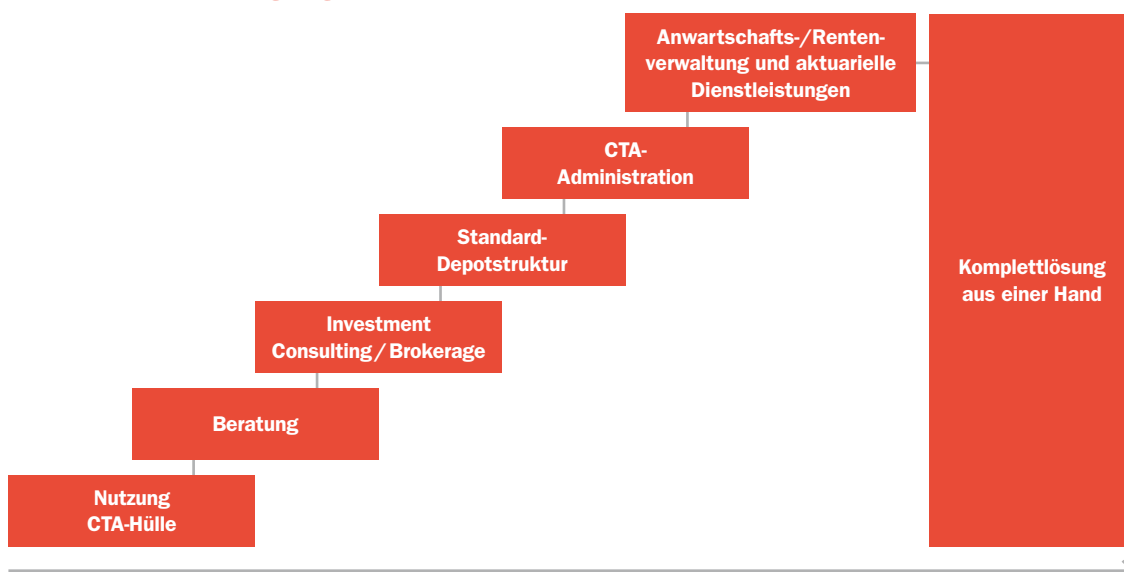 Anwartschafts-/Renten-
verwaltung und aktuarielle
Dienstleistungen
CTA-
Administration
Standard-
Depotstruktur
Komplettlösung
aus einer Hand
Investment
Consulting / Brokerage
Beratung
Nutzung
CTA-Hülle